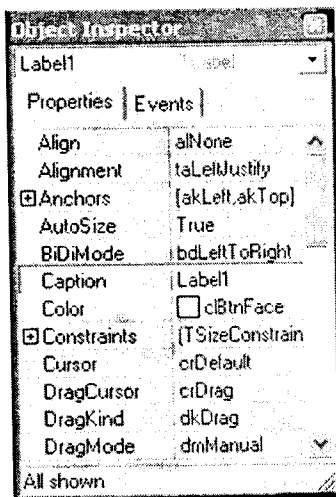 Object Inspector
Label1 TLabel
Properties Events
Align alNone
Alignment taLeftJustify
Anchors [akLeft,akTop]
AutoSize True
BiDiMode bdLeftToRight
Caption Label1
Color clBtnFace
Constraints (TSizeConstrain
Cursor crDefault
DragCursor crDrag
DragKind dkDrag
DragMode dmManual
All shown